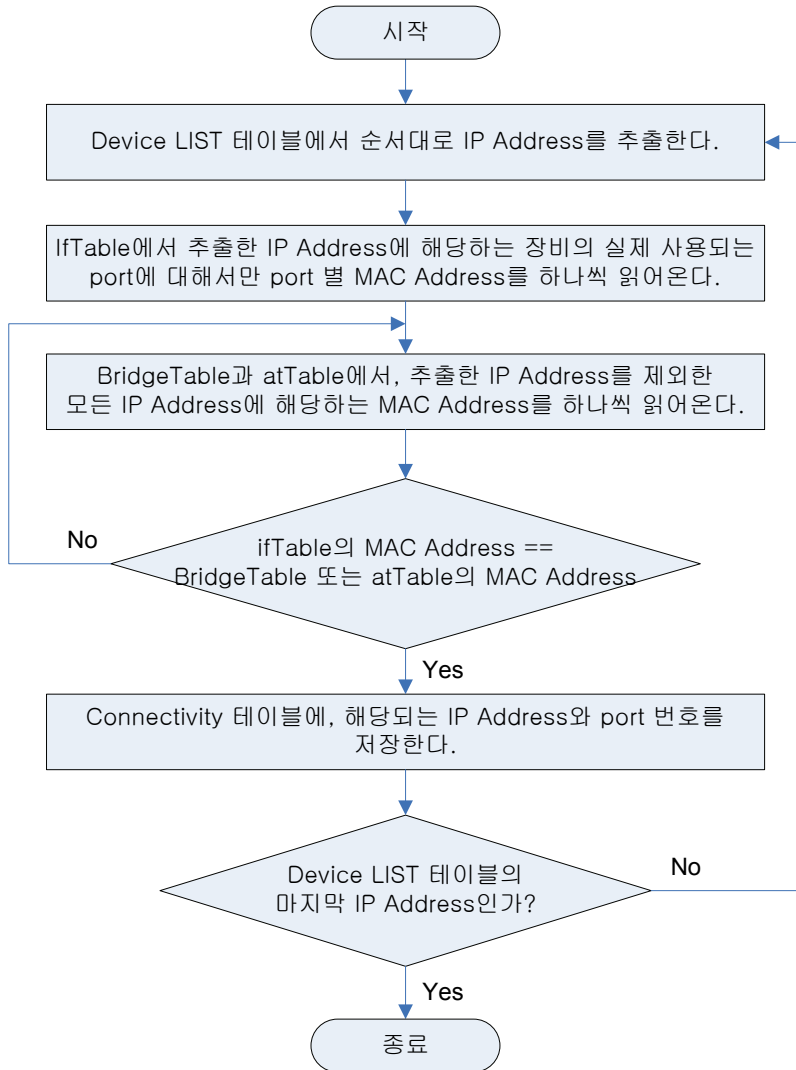 시작
Device LIST 테이블에서 순서대로 IP Address를 추출한다.
IfTable에서 추출한 IP Address에 해당하는 장비의 실제 사용되는
port에 대해서만 port 별 MAC Address를 하나씩 읽어온다.
BridgeTable과 atTable에서, 추출한 IP Address를 제외한
모든 IP Address에 해당하는 MAC Address를 하나씩 읽어온다.
No
ifTable의 MAC Address ==
BridgeTable 또는 atTable의 MAC Address
Yes
Connectivity 테이블에, 해당되는 IP Address와 port 번호를
저장한다.
Device LIST 테이블의
마지막 IP Address인가?
No
Yes
종료